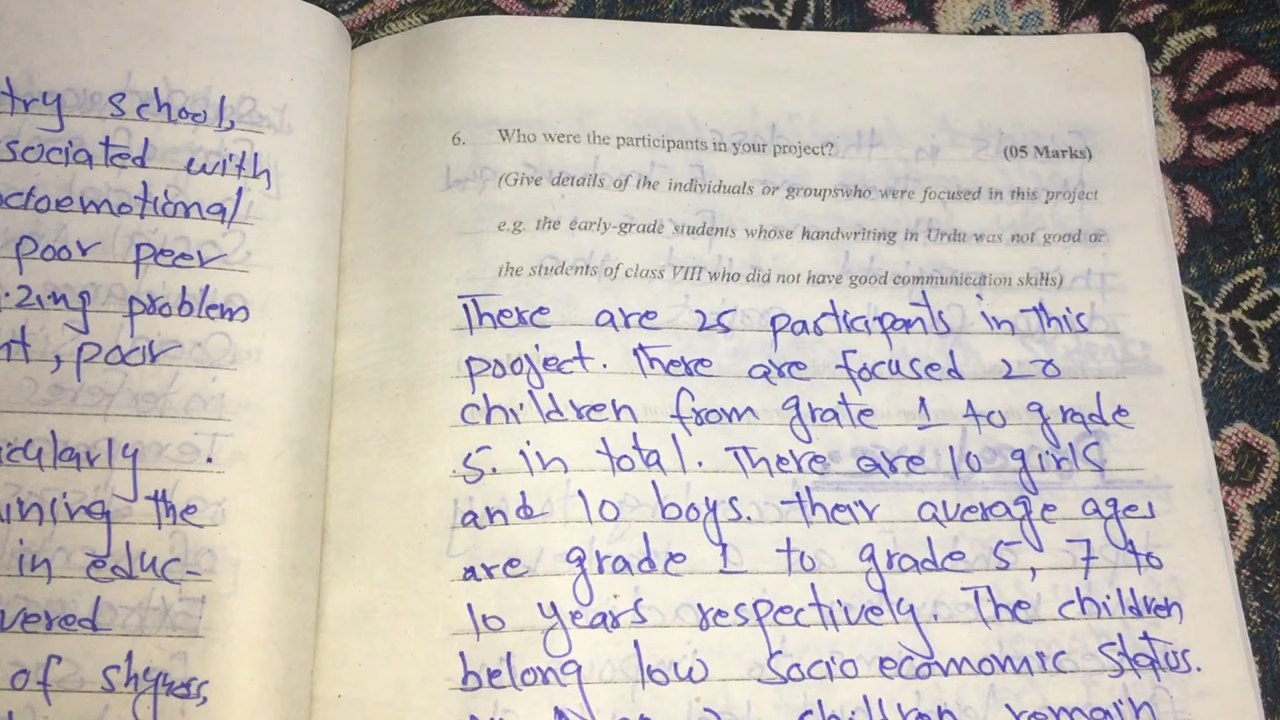 try school,
sociated with
ctoemotional
poor peer
zing problem
nt, poor
icularly.
ining the
in educ-
vered
of shyness,
6. Who were the participants in your project? (05 Marks)
(Give details of the individuals or groupswho were focused in this project
e.g. the early-grade students whose handwriting in Urdu was not good or
the students of class VIII who did not have good communication skills)
There are 25 participants in this
project. There are focused 20
children from grate 1 to grade
5. in total. There are 10 girls
and 10 boys. their average ages
are grade 1 to grade 5, 7 to
10 years respectively. The children
belong low Socio ecomomic status.
children remain